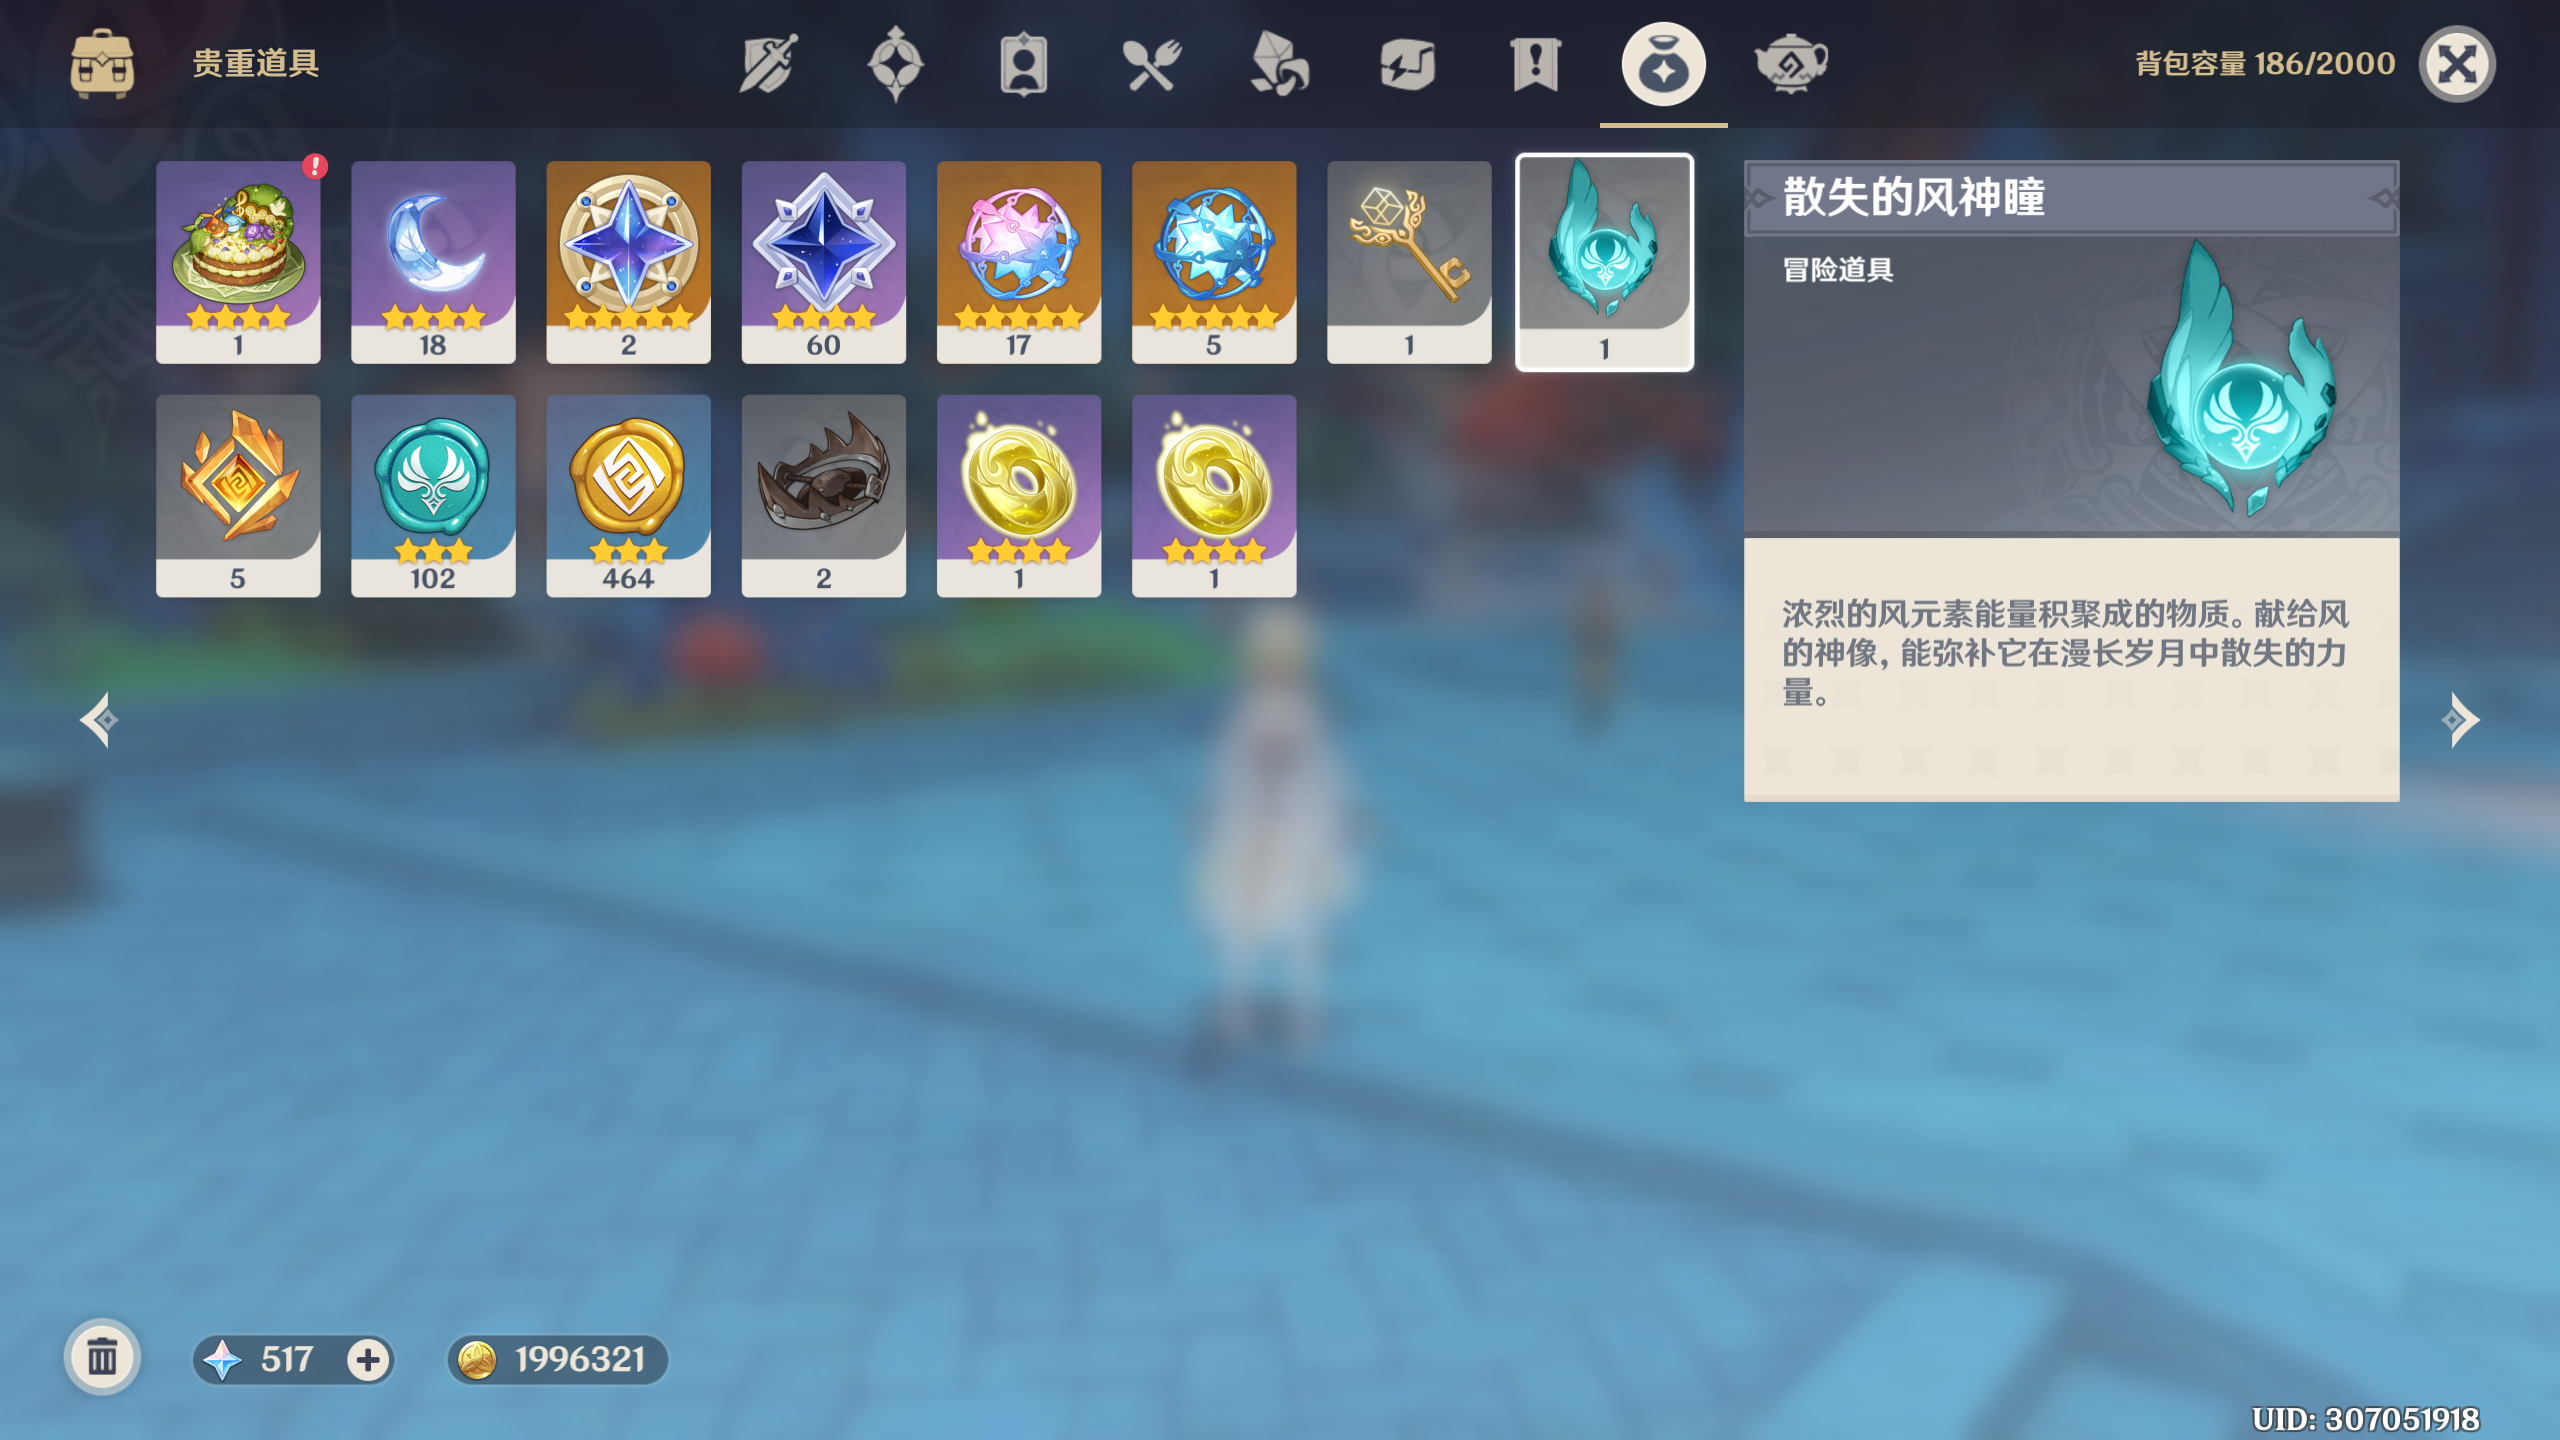 贵重道具
背包容量 186/2000
1
18
2
60
17
5
1
1
5
102
464
2
1
1
散失的风神瞳
冒险道具
浓烈的风元素能量积聚成的物质。献给风
的神像，能弥补它在漫长岁月中散失的力
量。
517
1996321
UID: 307051918